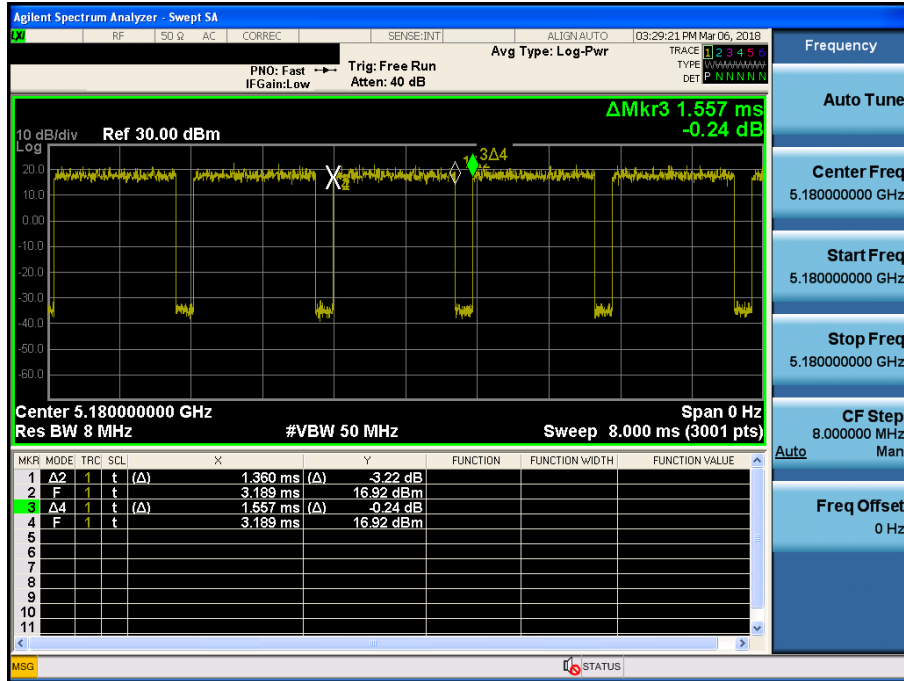 Agilent Spectrum Analyzer - Swept SA
LXI RF 50 Ω AC CORREC SENSE:INT ALIGNAUTO 03:29:21 PM Mar 06, 2018
Frequency
Avg Type: Log-Pwr TRACE 1 2 3 4 5 6
PNO: Fast Trig: Free Run TYPE WWWWWW
IFGain:Low Atten: 40 dB DET P N N N N N
Auto Tune
ΔMkr3 1.557 ms
10 dB/div Ref 30.00 dBm -0.24 dB
Log
3Δ4
20.0
10.0
0.00
-10.0
-20.0
-30.0
-40.0
-50.0
-60.0
Center Freq
5.180000000 GHz
Start Freq
5.180000000 GHz
Stop Freq
5.180000000 GHz
Center 5.180000000 GHz Span 0 Hz
Res BW 8 MHz #VBW 50 MHz Sweep 8.000 ms (3001 pts)
CF Step
8.000000 MHz
Auto Man
MKR MODE TRC SCL X Y FUNCTION FUNCTION WIDTH FUNCTION VALUE
1 Δ2 1 t (Δ) 1.360 ms (Δ) -3.22 dB
2 F 1 t 3.189 ms 16.92 dBm
3 Δ4 1 t (Δ) 1.557 ms (Δ) -0.24 dB
4 F 1 t 3.189 ms 16.92 dBm
5
6
7
8
9
10
11
Freq Offset
0 Hz
MSG STATUS